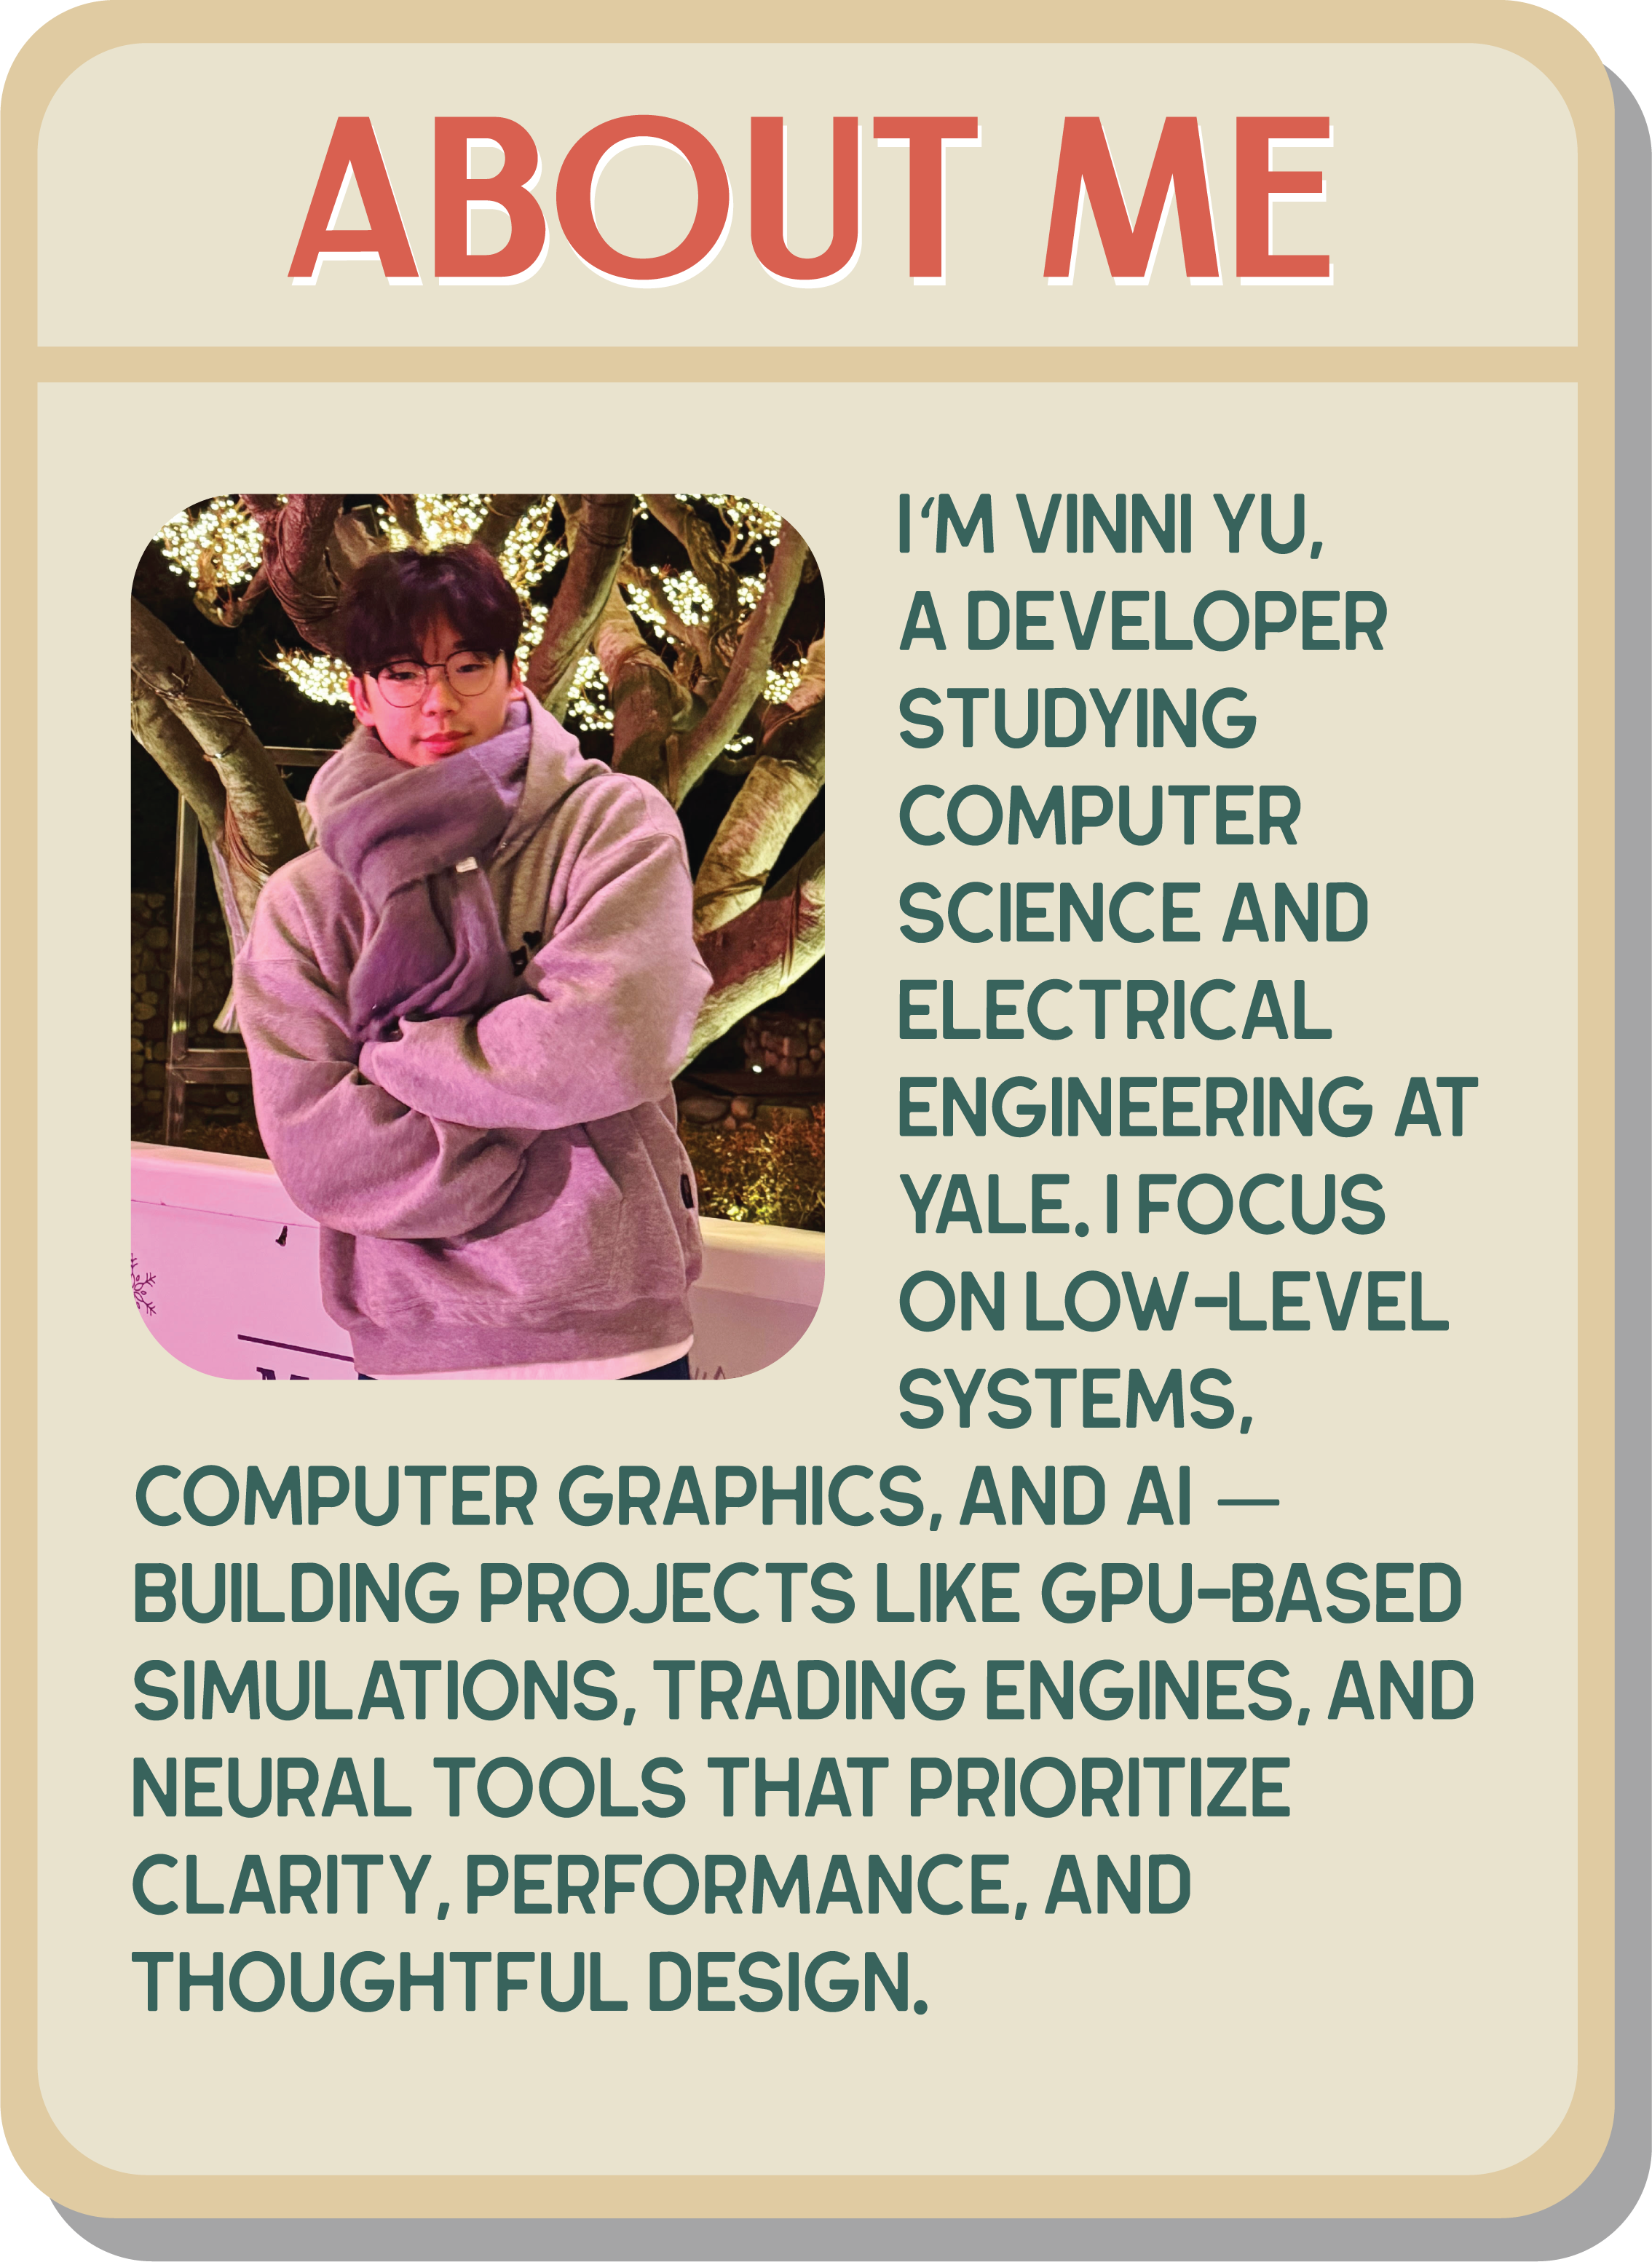 ABOUT ME
I‘M VINNI YU,
A DEVELOPER
STUDYING
COMPUTER
SCIENCE AND
ELECTRICAL
ENGINEERING AT
YALE. I FOCUS
ON LOW-LEVEL
SYSTEMS,
COMPUTER GRAPHICS, AND AI —
BUILDING PROJECTS LIKE GPU-BASED
SIMULATIONS, TRADING ENGINES, AND
NEURAL TOOLS THAT PRIORITIZE
CLARITY, PERFORMANCE, AND
THOUGHTFUL DESIGN.